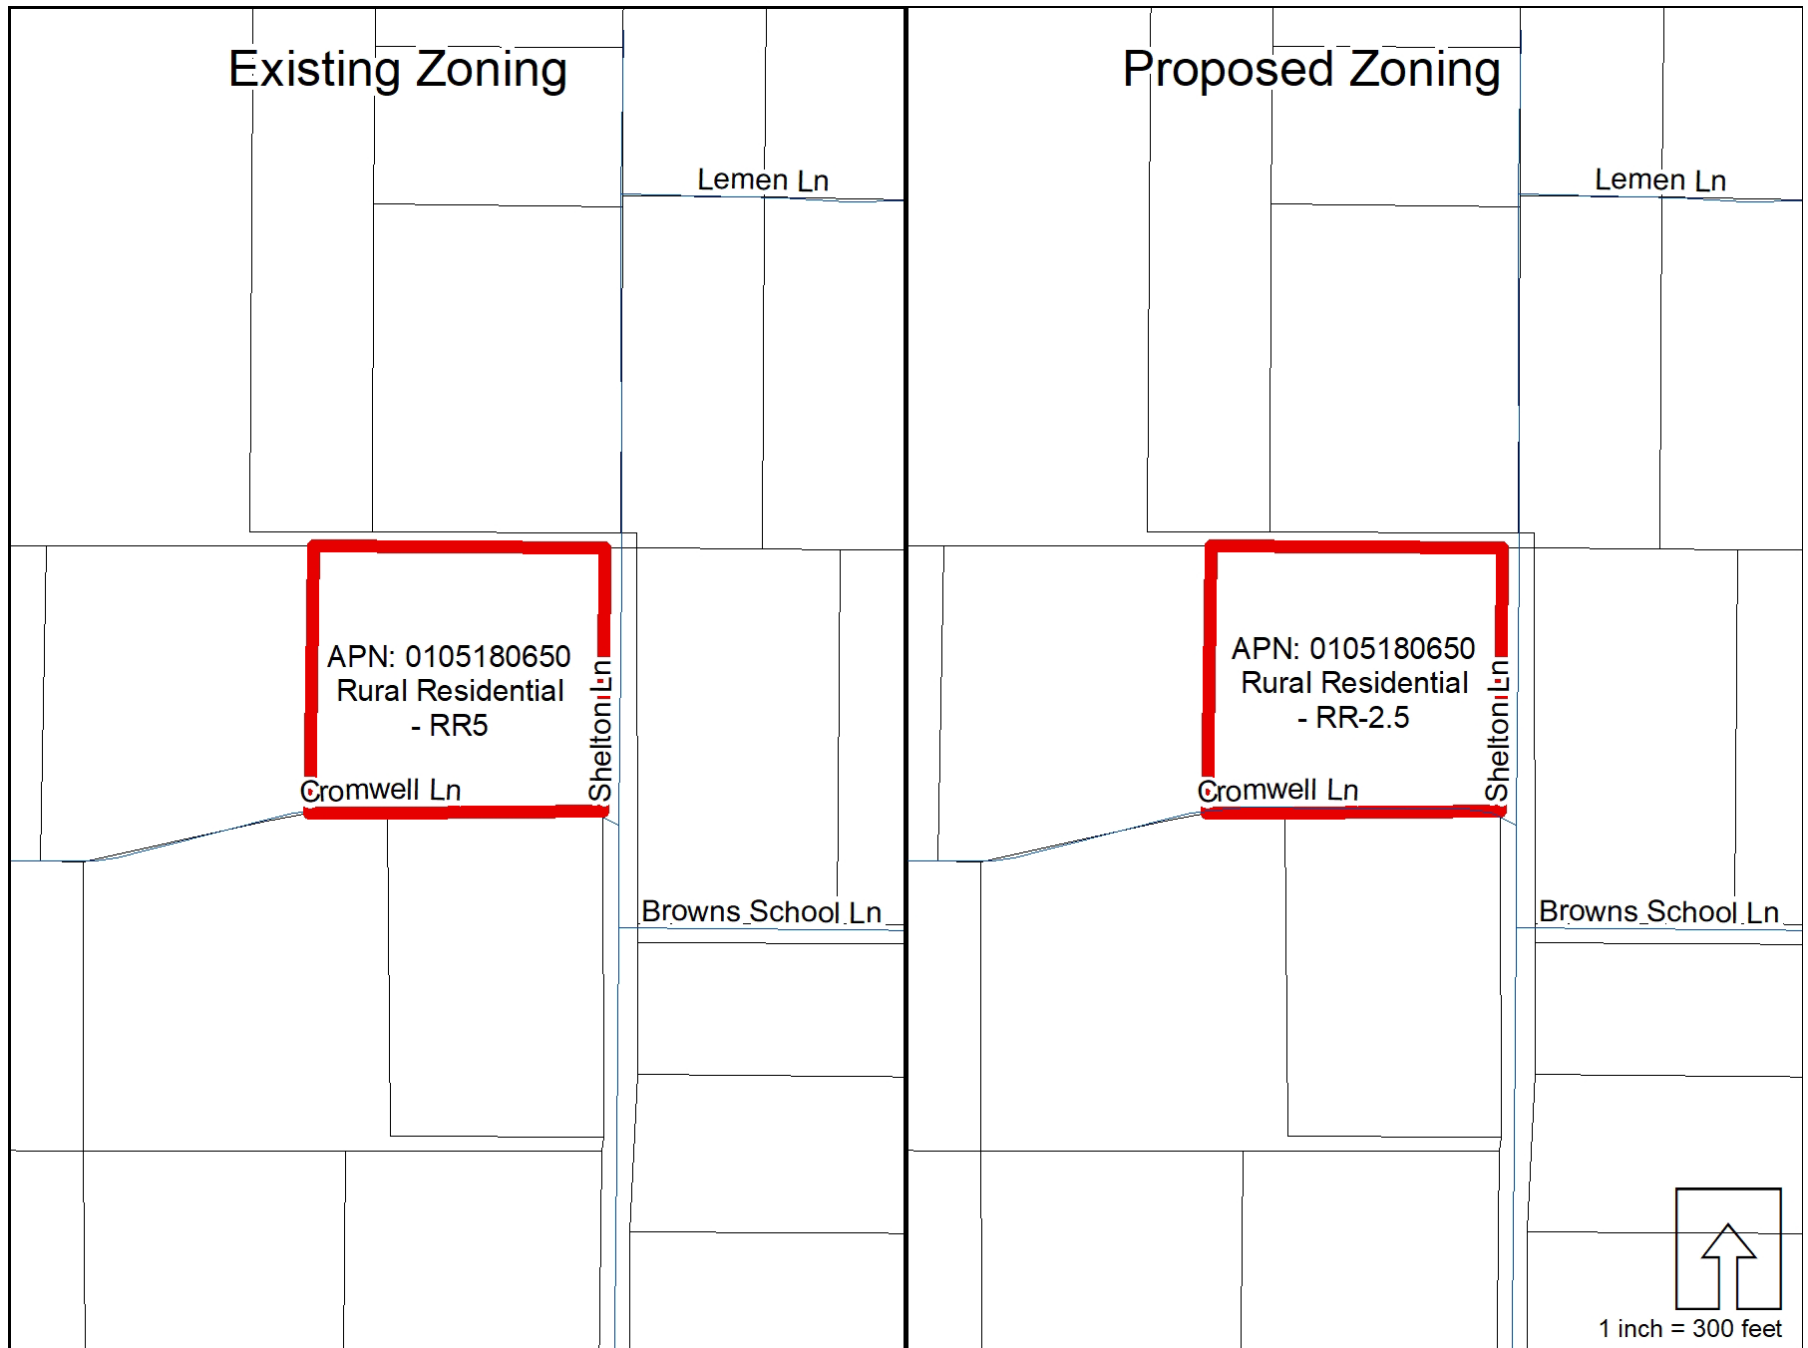 Existing Zoning
Lemen Ln
APN: 0105180650
Rural Residential
- RR5
Shelton Ln
Cromwell Ln
Browns School Ln
Proposed Zoning
Lemen Ln
APN: 0105180650
Rural Residential
- RR-2.5
Shelton Ln
Cromwell Ln
Browns School Ln
1 inch = 300 feet